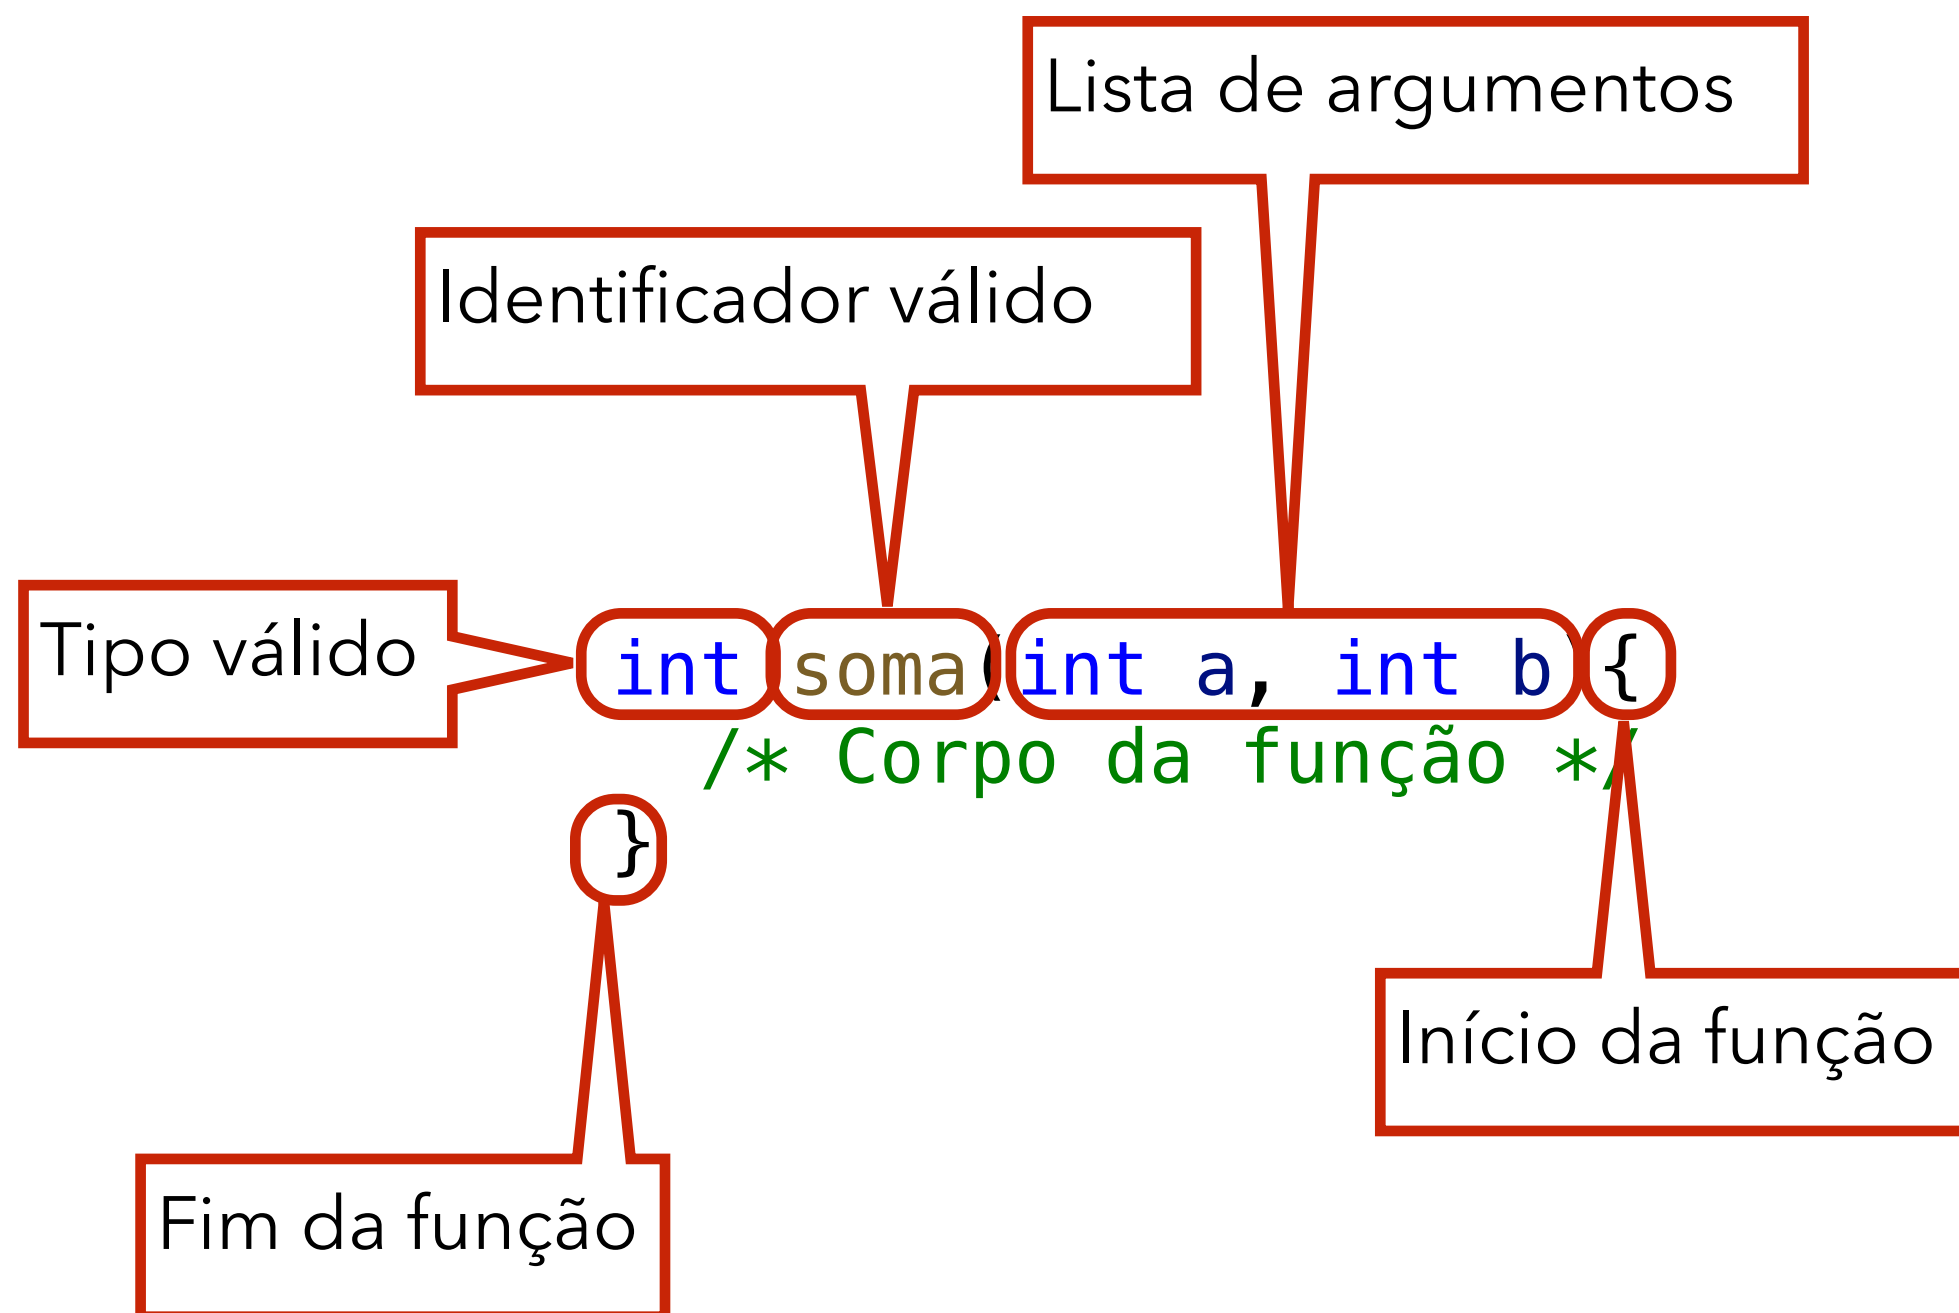 Lista de argumentos
Identificador válido
Tipo válido
int soma(int a, int b){
/* Corpo da função */
}
Início da função
Fim da função